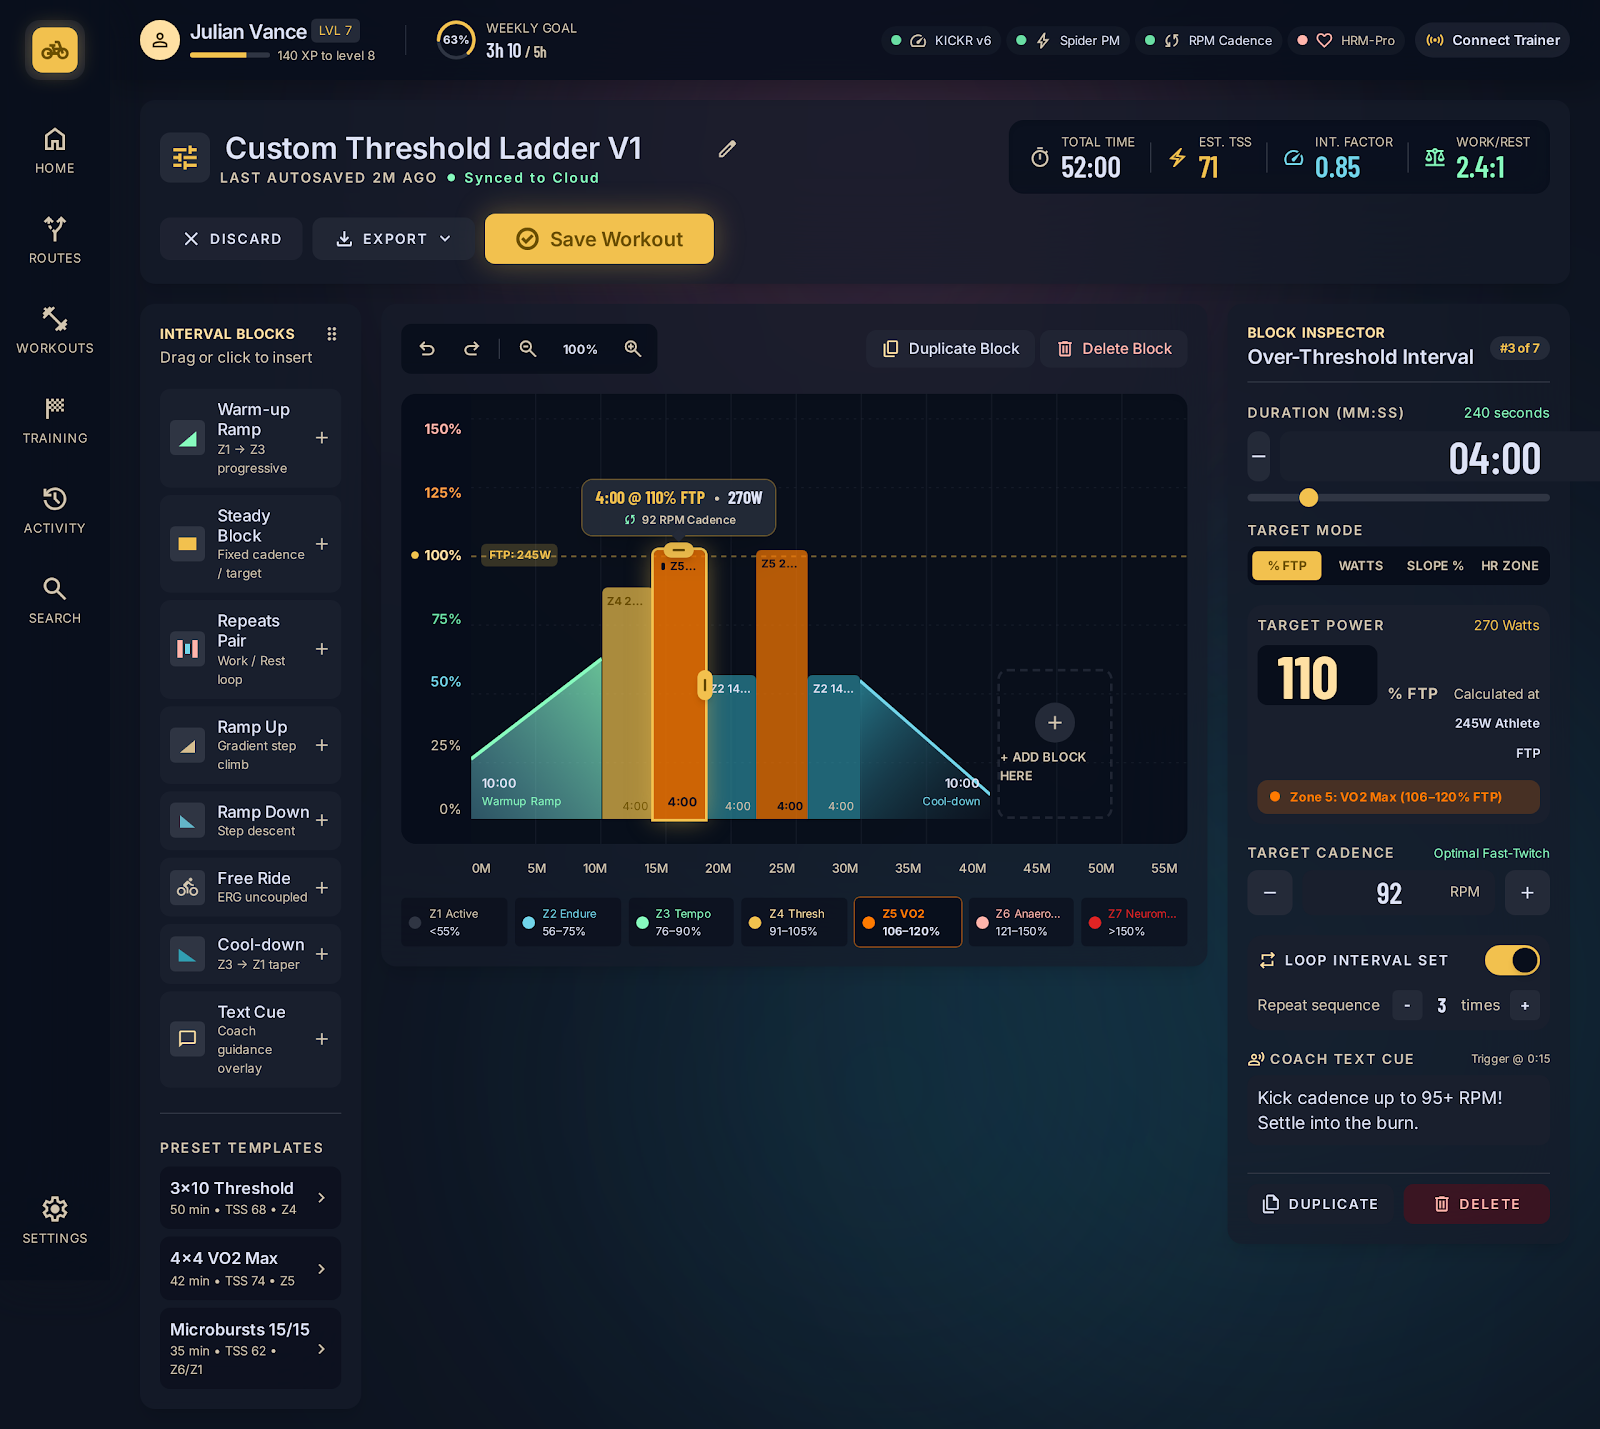 Julian Vance LVL 7
140 XP to level 8
63%
WEEKLY GOAL
3h 10 / 5h
KICKR v6
Spider PM
RPM Cadence
HRM-Pro
Connect Trainer
HOME
ROUTES
WORKOUTS
TRAINING
ACTIVITY
SEARCH
SETTINGS
Custom Threshold Ladder V1
LAST AUTOSAVED 2M AGO ● Synced to Cloud
TOTAL TIME
52:00
EST. TSS
71
INT. FACTOR
0.85
WORK/REST
2.4:1
DISCARD
EXPORT
Save Workout
INTERVAL BLOCKS
Drag or click to insert
Warm-up
Ramp
Z1 → Z3
progressive
Steady
Block
Fixed cadence
/ target
Repeats
Pair
Work / Rest
loop
Ramp Up
Gradient step
climb
Ramp Down
Step descent
Free Ride
ERG uncoupled
Cool-down
Z3 → Z1 taper
Text Cue
Coach
guidance
overlay
PRESET TEMPLATES
3×10 Threshold
50 min • TSS 68 • Z4
4×4 VO2 Max
42 min • TSS 74 • Z5
Microbursts 15/15
35 min • TSS 62 •
Z6/Z1
100%
Duplicate Block
Delete Block
150%
125%
100%
75%
50%
25%
0%
4:00 @ 110% FTP • 270W
92 RPM Cadence
FTP: 245W
10:00
Warmup Ramp
Z4 2...
4:00
Z5...
4:00
Z2 14...
4:00
Z5 2...
4:00
Z2 14...
4:00
10:00
Cool-down
+ ADD BLOCK
HERE
0M 5M 10M 15M 20M 25M 30M 35M 40M 45M 50M 55M
Z1 Active
<55%
Z2 Endure
56–75%
Z3 Tempo
76–90%
Z4 Thresh
91–105%
Z5 VO2
106–120%
Z6 Anaero...
121–150%
Z7 Neurom...
>150%
BLOCK INSPECTOR
Over-Threshold Interval
#3 of 7
DURATION (MM:SS) 240 seconds
− 04:00
TARGET MODE
% FTP WATTS SLOPE % HR ZONE
TARGET POWER 270 Watts
110 % FTP Calculated at
245W Athlete
FTP
Zone 5: VO2 Max (106–120% FTP)
TARGET CADENCE Optimal Fast-Twitch
− 92 RPM +
LOOP INTERVAL SET
Repeat sequence - 3 times +
COACH TEXT CUE Trigger @ 0:15
Kick cadence up to 95+ RPM!
Settle into the burn.
DUPLICATE
DELETE